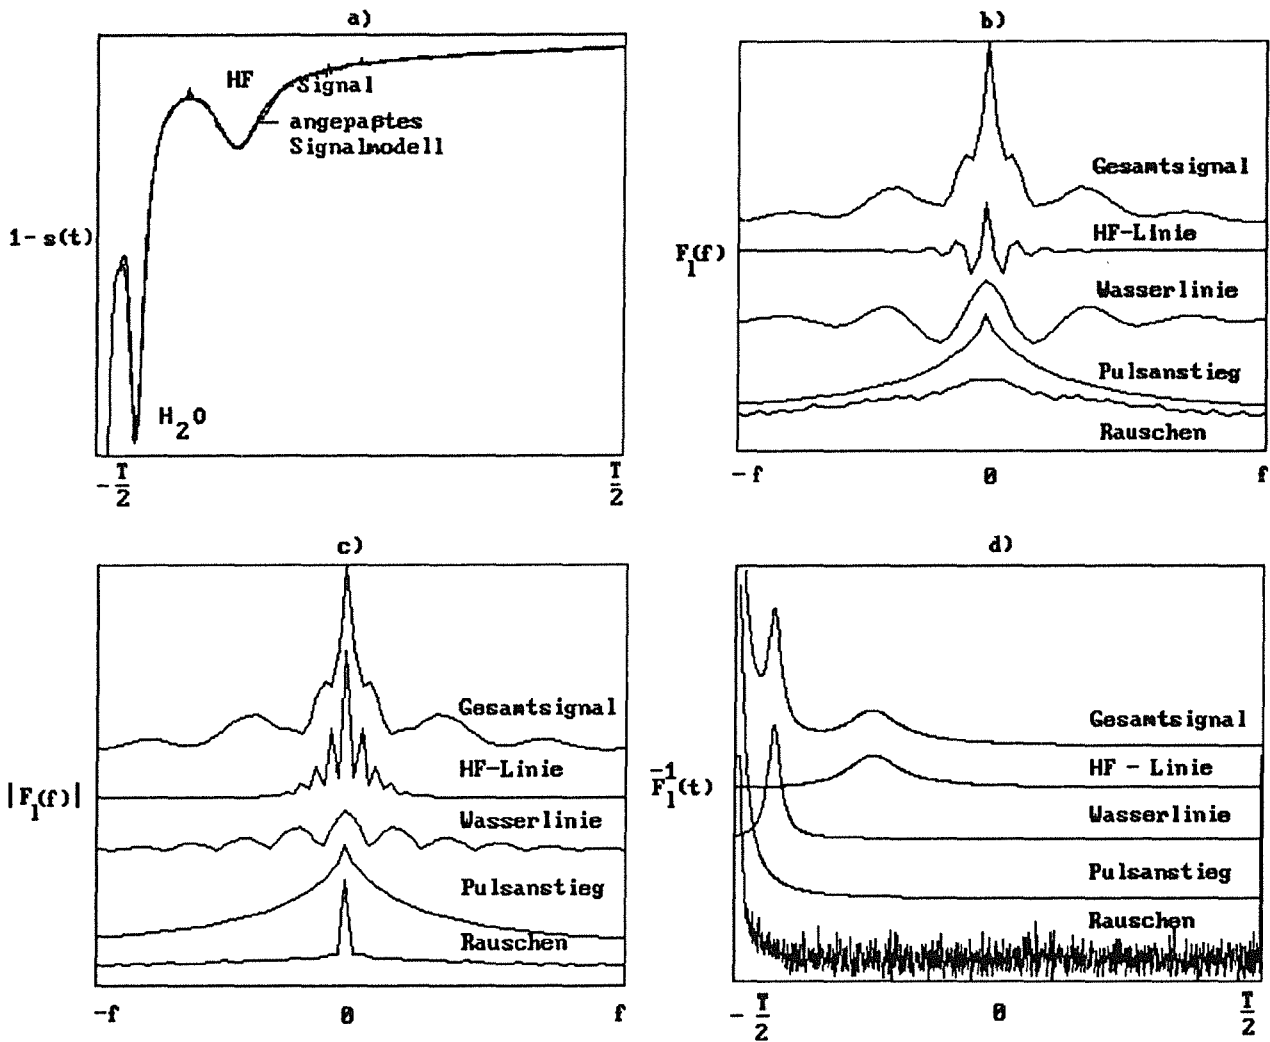 a)
HF
Signal
angepaβtes
Signalmodell
1- s(t)
H2O
- T/2
T/2
b)
Gesamtsignal
HF-Linie
F1(f)
Wasserlinie
Pulsanstieg
Rauschen
-f
0
f
c)
Gesamtsignal
HF-Linie
|F1(f)|
Wasserlinie
Pulsanstieg
Rauschen
-f
0
f
d)
Gesamtsignal
HF - Linie
F1^-1(t)
Wasserlinie
Pulsanstieg
Rauschen
- T/2
0
T/2